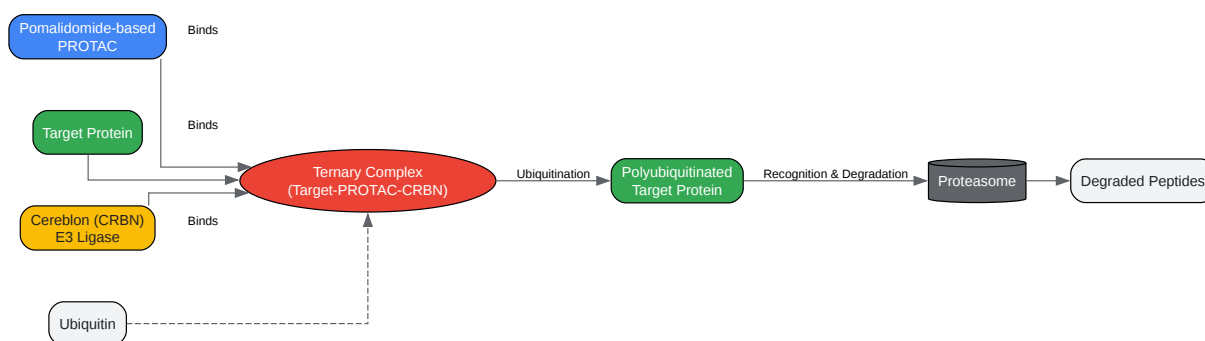 Pomalidomide-based
PROTAC
Binds
Target Protein
Binds
Cereblon (CRBN)
E3 Ligase
Binds
Ubiquitin
Ternary Complex
(Target-PROTAC-CRBN)
Ubiquitination
Polyubiquitinated
Target Protein
Recognition & Degradation
Proteasome
Degraded Peptides